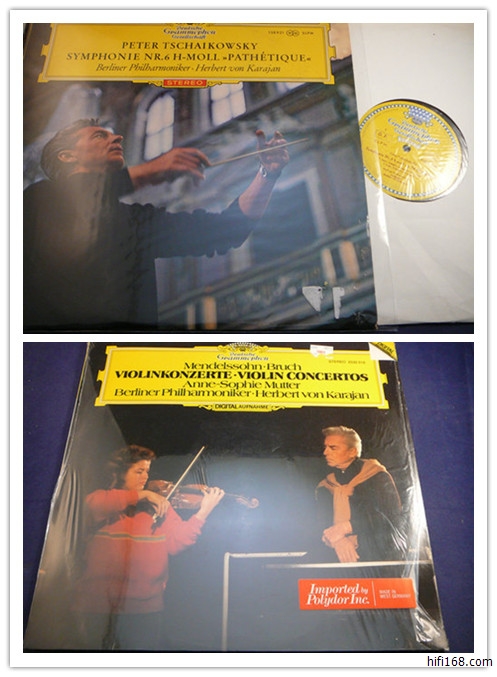 Deutsche
Grammophon
Gesellschaft
PETER TSCHAIKOWSKY
SYMPHONIE NR.6 H-MOLL »PATHÉTIQUE«
Berliner Philharmoniker · Herbert von Karajan
STEREO
Deutsche
Grammophon
Mendelssohn · Bruch
VIOLINKONZERTE · VIOLIN CONCERTOS
Anne-Sophie Mutter
Berliner Philharmoniker · Herbert von Karajan
DIGITAL AUFNAHME
Imported by
Polydor Inc.
MADE IN
WEST GERMANY
hifi168.com